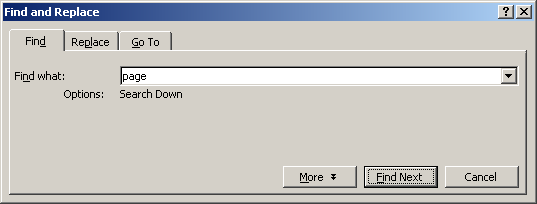 Find and Replace
Find Replace Go To
Find what: page
Options: Search Down
More Find Next Cancel